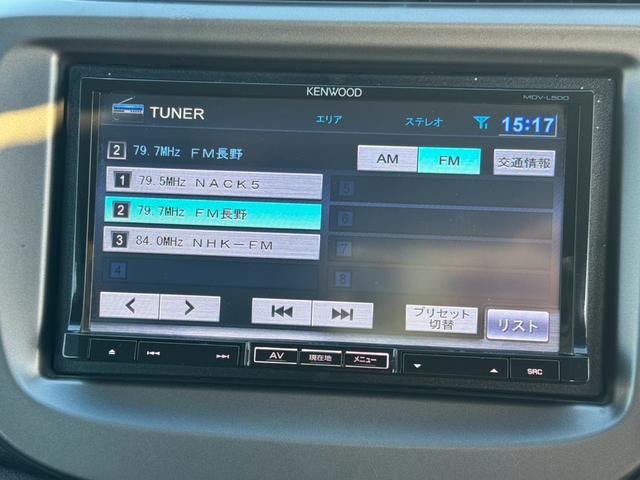 KENWOOD
MDV-L500
TUNER
エリア
ステレオ
15:17
2 79.7MHz FM長野
AM
FM
交通情報
1 79.5MHz NACK5
5
2 79.7MHz FM長野
6
3 84.0MHz NHK-FM
7
4
8
プリセット
切替
リスト
AV
現在地
メニュー
SRC